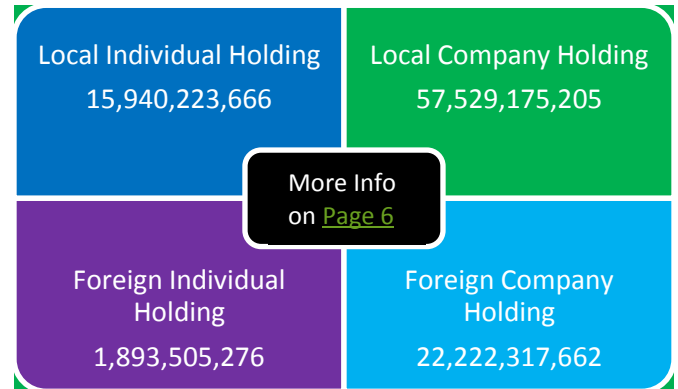 Local Individual Holding
15,940,223,666
Local Company Holding
57,529,175,205
More Info
on Page 6
Foreign Individual
Holding
1,893,505,276
Foreign Company
Holding
22,222,317,662